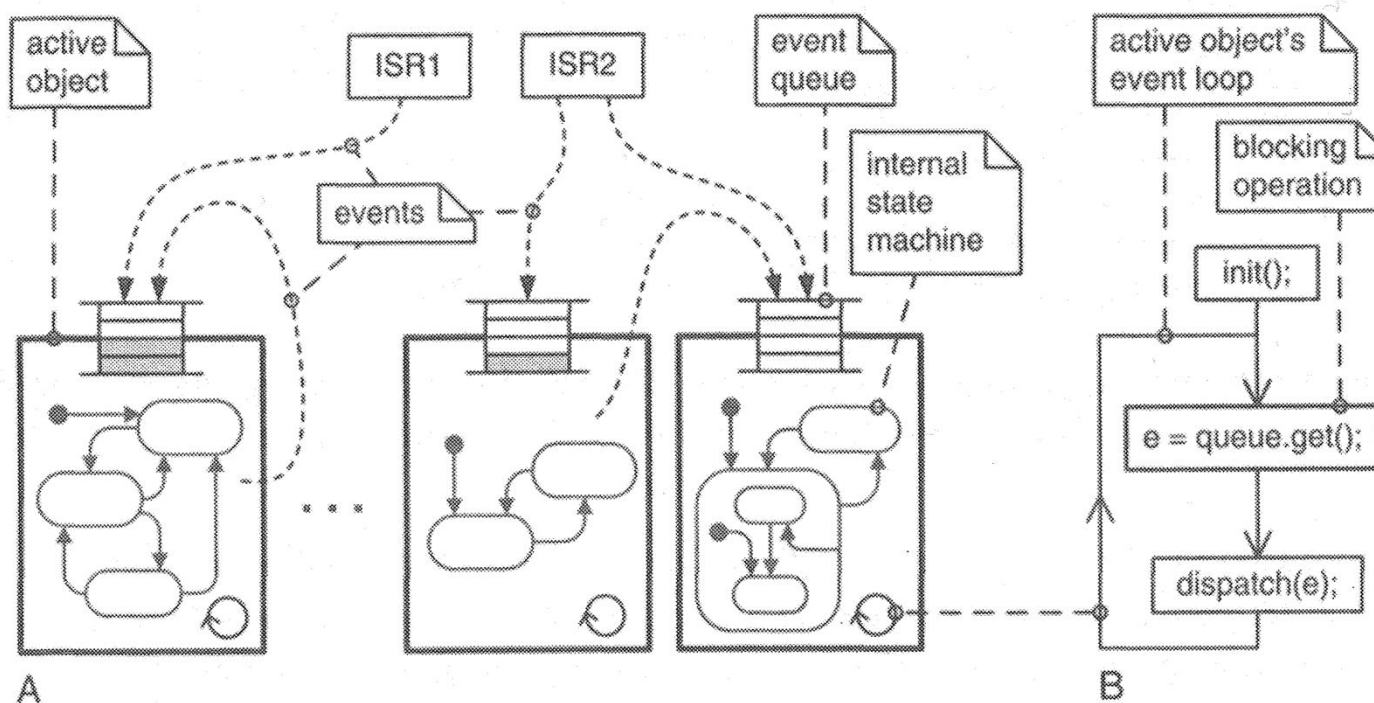 active
object
ISR1
ISR2
event
queue
active object's
event loop
internal
state
machine
blocking
operation
events
init();
e = queue.get();
dispatch(e);
A
B